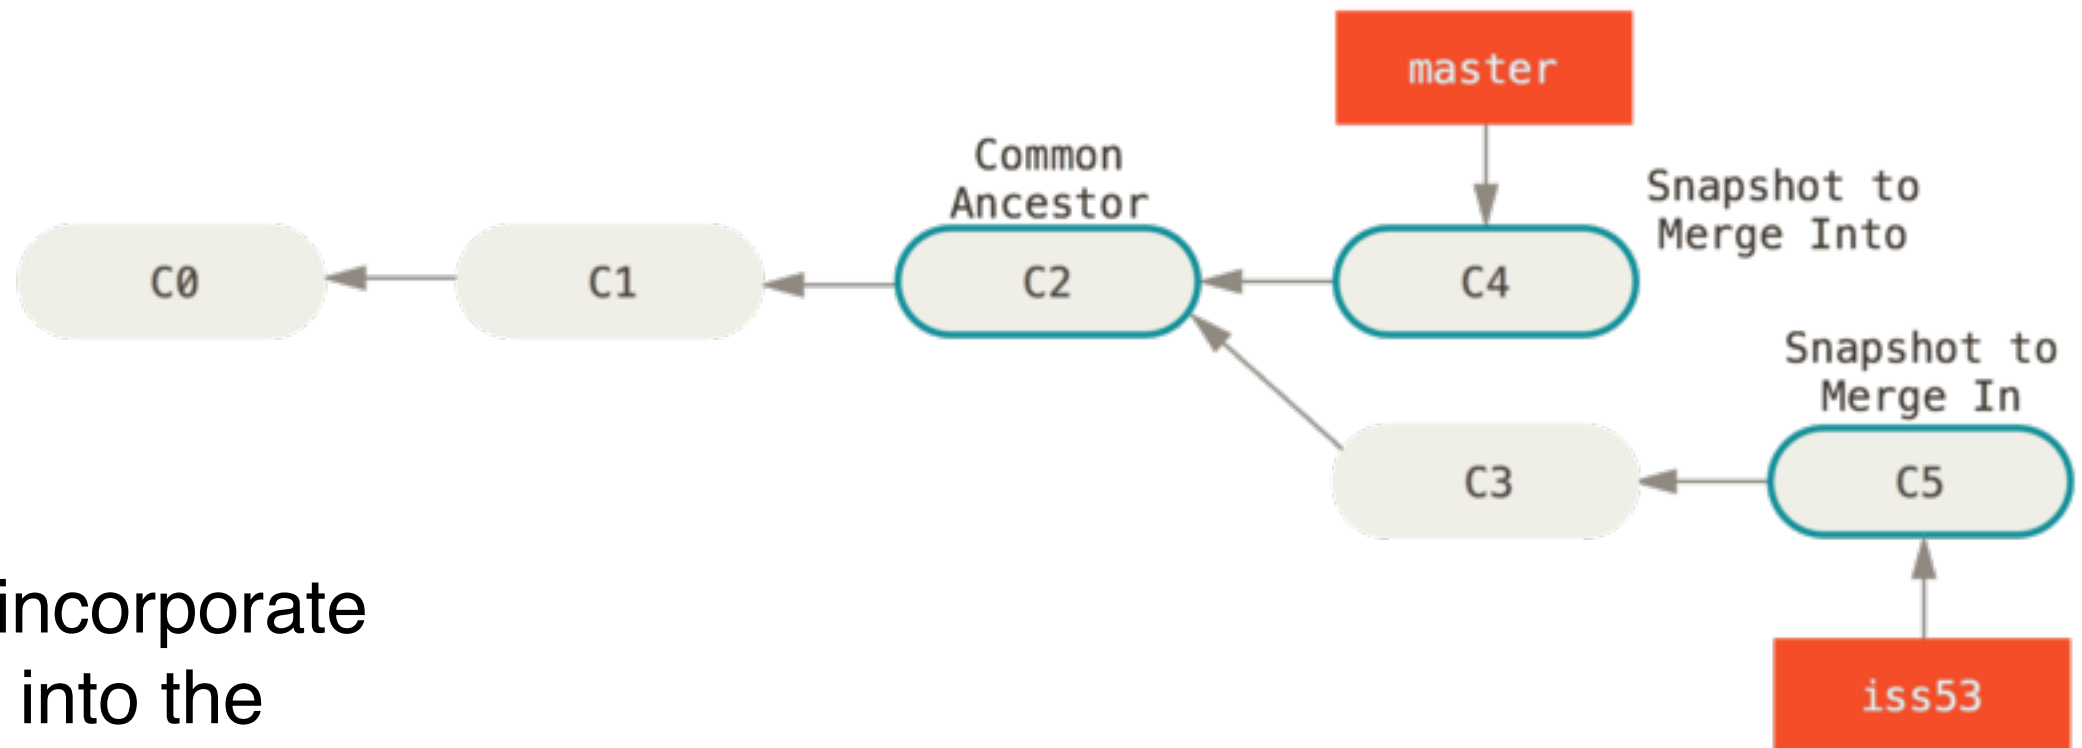 master
Common
Ancestor
Snapshot to
Merge Into
C0
C1
C2
C4
Snapshot to
Merge In
C3
C5
incorporate
into the
iss53